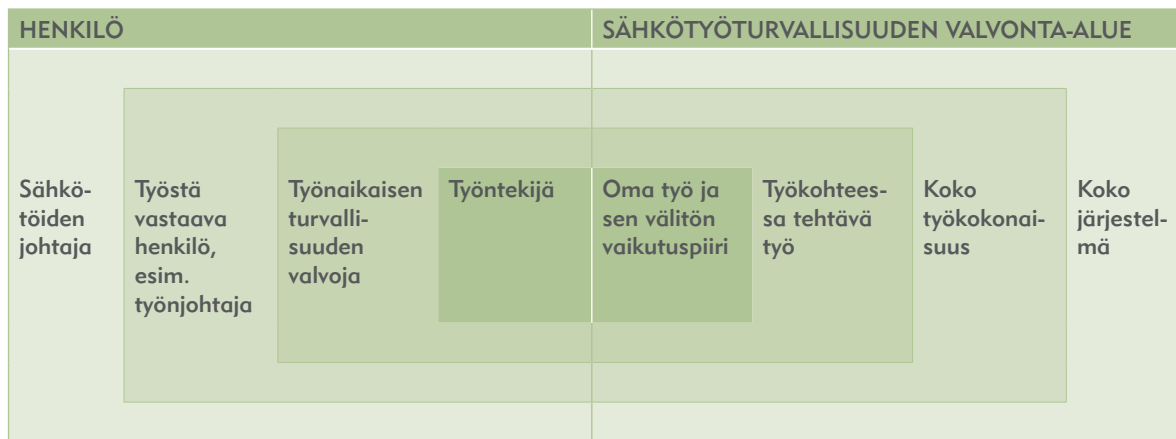 HENKILÖ
SÄHKÖTYÖTURVALLISUUDEN VALVONTA-ALUE
Sähkö-
töiden
johtaja
Työstä
vastaava
henkilö,
esim.
työnjohtaja
Työnaikaisen
turvalli-
suuden
valvoja
Työntekijä
Oma työ ja
sen välitön
vaikutuspiiri
Työkohtees-
sa tehtävä
työ
Koko
työkokonai-
suus
Koko
järjestel-
mä